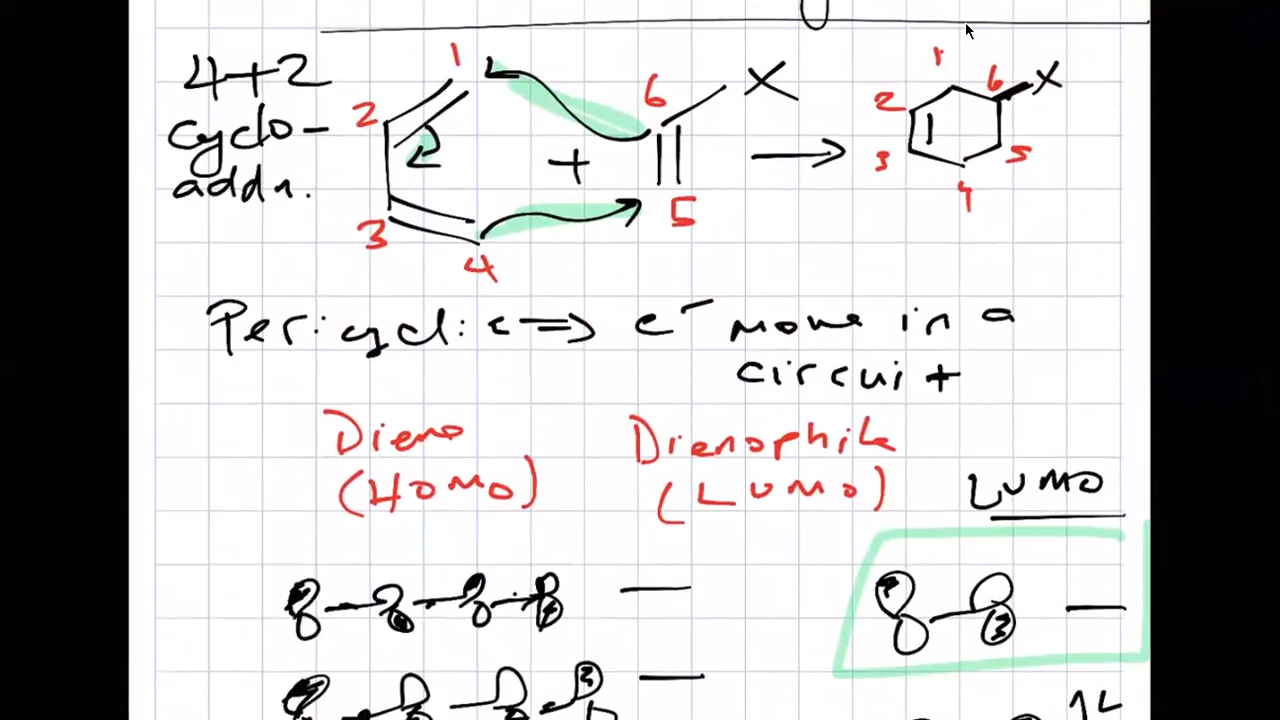 4+2
cyclo-
addn.
1
2
3
4
+
6
X
5
1
2
3
4
5
6
X
Pericyclic ⇒ e⁻ move in a
circuit
Diene
(HOMO)
Dienophile
(LUMO)
LUMO
1L